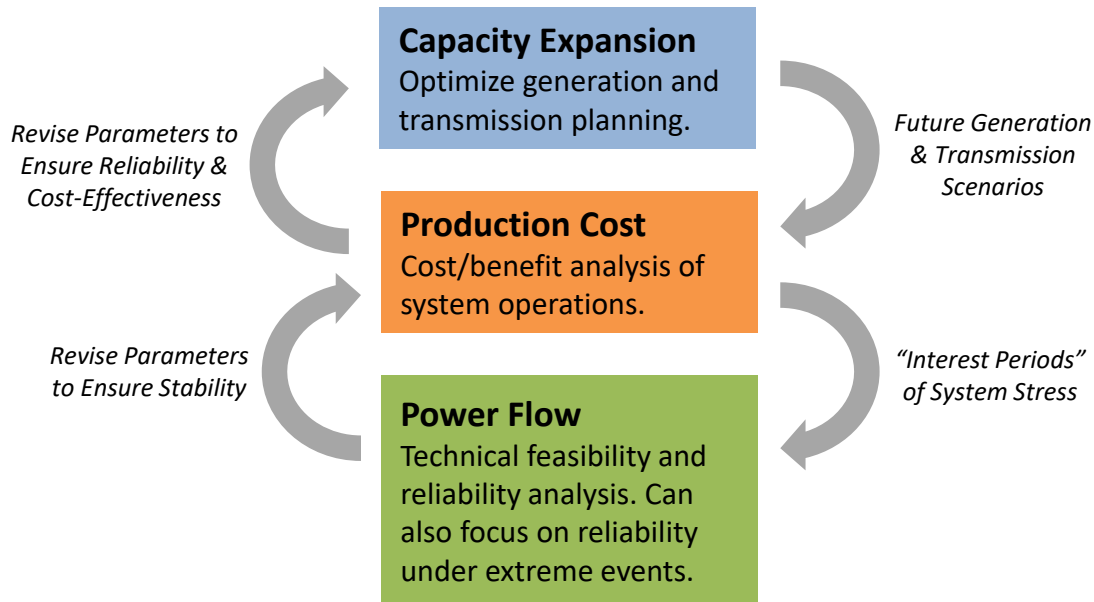 Capacity Expansion
Optimize generation and
transmission planning.
Revise Parameters to
Ensure Reliability &
Cost-Effectiveness
Future Generation
& Transmission
Scenarios
Production Cost
Cost/benefit analysis of
system operations.
Revise Parameters
to Ensure Stability
“Interest Periods”
of System Stress
Power Flow
Technical feasibility and
reliability analysis. Can
also focus on reliability
under extreme events.